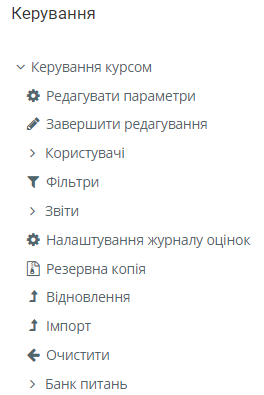 Керування
Керування курсом
Редагувати параметри
Завершити редагування
Користувачі
Фільтри
Звіти
Налаштування журналу оцінок
Резервна копія
Відновлення
Імпорт
Очистити
Банк питань